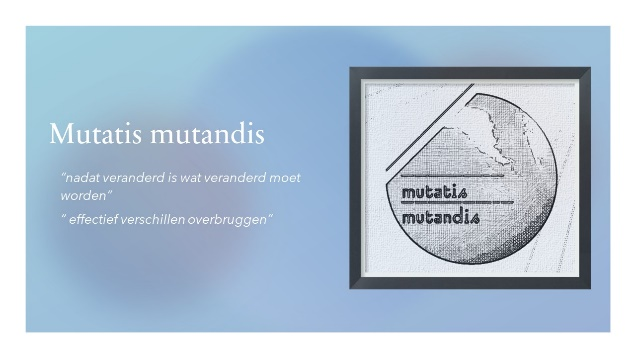 Mutatis mutandis
"nadat veranderd is wat veranderd moet
worden"
" effectief verschillen overbruggen"
mutatis
mutandis